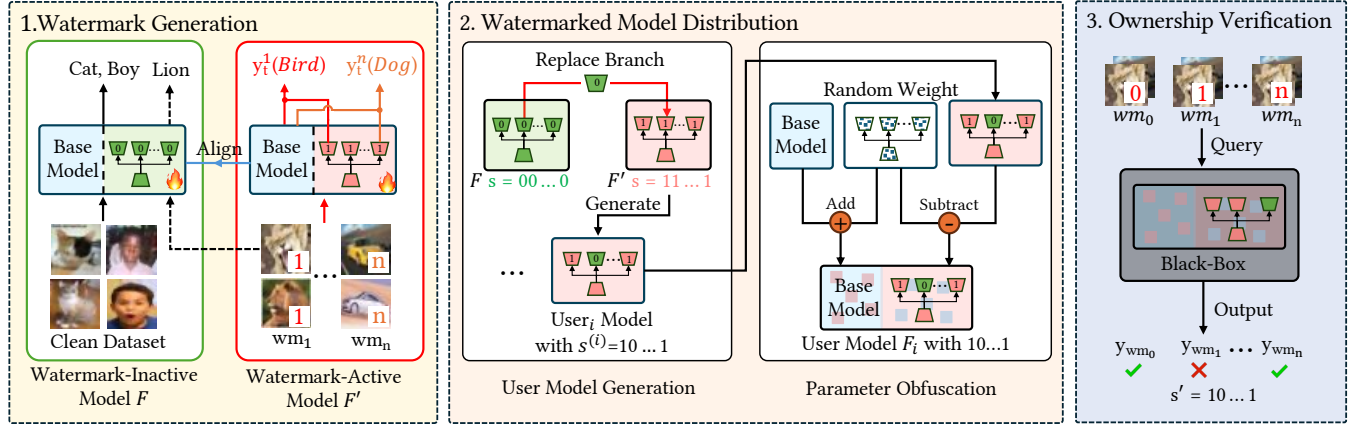 1.Watermark Generation
Cat, Boy
Lion
y_t^1(Bird)
y_t^n(Dog)
Base
Model
0 0...0
Align
Base
Model
1 1...1
1
n
1
n
...
Clean Dataset
wm_1
wm_n
Watermark-Inactive
Model F
Watermark-Active
Model F′
2. Watermarked Model Distribution
Replace Branch
0
0 0...0
1 1...1
F s = 00 ... 0
F′ s = 11 ... 1
Generate
...
1 0...1
User_i Model
with s^(i)=10 ... 1
User Model Generation
Random Weight
Base
Model
...
1 0...1
Add
Subtract
+
-
Base
Model
1 0...1
User Model F_i with 10...1
Parameter Obfuscation
3. Ownership Verification
0
1
...
n
wm_0
wm_1
wm_n
Query
Black-Box
Output
y_wm_0
y_wm_1
...
y_wm_n
s′ = 10 ... 1